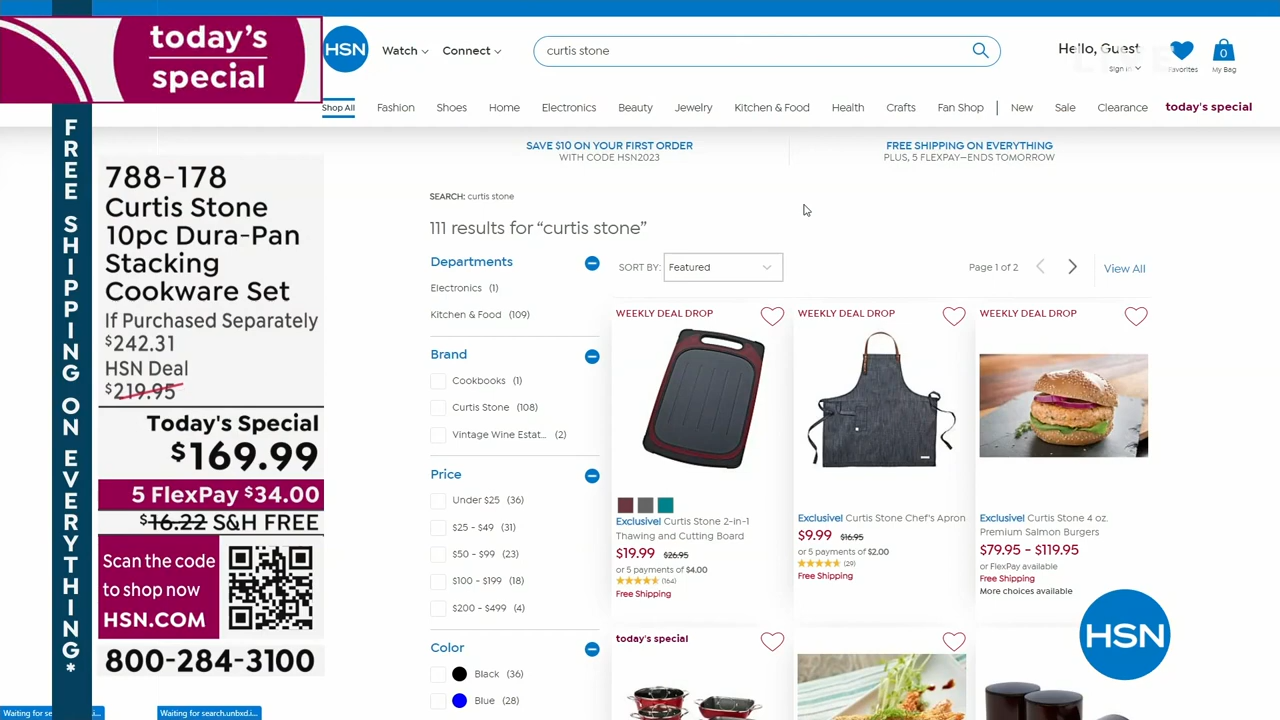 today's
special
FREE SHIPPING ON EVERYTHING*
788-178
Curtis Stone
10pc Dura-Pan
Stacking
Cookware Set
If Purchased Separately
$242.31
HSN Deal
$219.95
Today's Special
$169.99
5 FlexPay $34.00
$16.22 S&H FREE
Scan the code
to shop now
HSN.COM
800-284-3100
HSN
Watch
Connect
curtis stone
Hello, Guest
Sign in
Favorites
0
My Bag
Shop All
Fashion
Shoes
Home
Electronics
Beauty
Jewelry
Kitchen & Food
Health
Crafts
Fan Shop
New
Sale
Clearance
today's special
SAVE $10 ON YOUR FIRST ORDER
WITH CODE HSN2023
FREE SHIPPING ON EVERYTHING
PLUS, 5 FLEXPAY—ENDS TOMORROW
SEARCH: curtis stone
111 results for “curtis stone”
Departments
Electronics (1)
Kitchen & Food (109)
Brand
Cookbooks (1)
Curtis Stone (108)
Vintage Wine Estat... (2)
Price
Under $25 (36)
$25 - $49 (31)
$50 - $99 (23)
$100 - $199 (18)
$200 - $499 (4)
Color
Black (36)
Blue (28)
SORT BY: Featured
Page 1 of 2
View All
WEEKLY DEAL DROP
Exclusive! Curtis Stone 2-in-1
Thawing and Cutting Board
$19.99 $26.95
or 5 payments of $4.00
(164)
Free Shipping
WEEKLY DEAL DROP
Exclusive! Curtis Stone Chef's Apron
$9.99 $16.95
or 5 payments of $2.00
(29)
Free Shipping
WEEKLY DEAL DROP
Exclusive! Curtis Stone 4 oz.
Premium Salmon Burgers
$79.95 - $119.95
or FlexPay available
Free Shipping
More choices available
today's special
HSN
Waiting for se
i...
Waiting for search.unbxd.i...